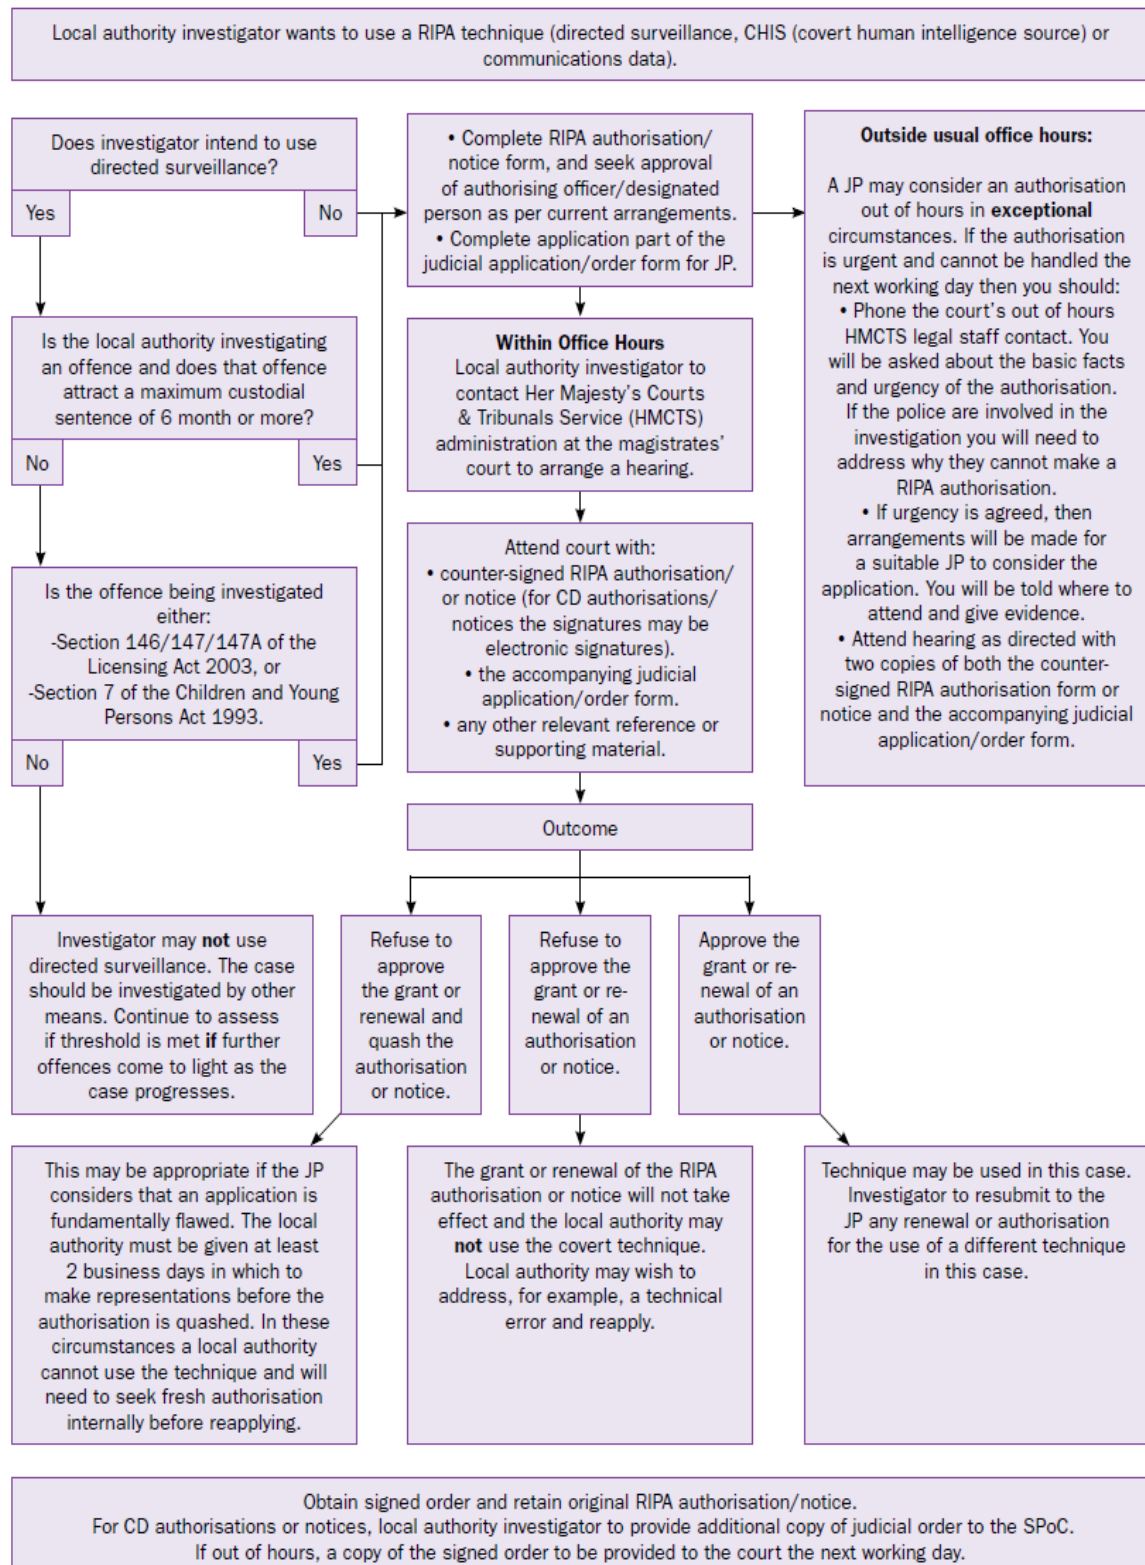 Local authority investigator wants to use a RIPA technique (directed surveillance, CHIS (covert human intelligence source) or
communications data).
Does investigator intend to use
directed surveillance?
Yes
No
Is the local authority investigating
an offence and does that offence
attract a maximum custodial
sentence of 6 month or more?
No
Yes
Is the offence being investigated
either:
-Section 146/147/147A of the
Licensing Act 2003, or
-Section 7 of the Children and Young
Persons Act 1993.
No
Yes
• Complete RIPA authorisation/
notice form, and seek approval
of authorising officer/designated
person as per current arrangements.
• Complete application part of the
judicial application/order form for JP.
Within Office Hours
Local authority investigator to
contact Her Majesty's Courts
& Tribunals Service (HMCTS)
administration at the magistrates'
court to arrange a hearing.
Attend court with:
• counter-signed RIPA authorisation/
or notice (for CD authorisations/
notices the signatures may be
electronic signatures).
• the accompanying judicial
application/order form.
• any other relevant reference or
supporting material.
Outside usual office hours:
A JP may consider an authorisation
out of hours in exceptional
circumstances. If the authorisation
is urgent and cannot be handled the
next working day then you should:
• Phone the court's out of hours
HMCTS legal staff contact. You
will be asked about the basic facts
and urgency of the authorisation.
If the police are involved in the
investigation you will need to
address why they cannot make a
RIPA authorisation.
• If urgency is agreed, then
arrangements will be made for
a suitable JP to consider the
application. You will be told where to
attend and give evidence.
• Attend hearing as directed with
two copies of both the counter-
signed RIPA authorisation form or
notice and the accompanying judicial
application/order form.
Outcome
Investigator may not use
directed surveillance. The case
should be investigated by other
means. Continue to assess
if threshold is met if further
offences come to light as the
case progresses.
Refuse to
approve
the grant or
renewal and
quash the
authorisation
or notice.
Refuse to
approve the
grant or re-
newal of an
authorisation
or notice.
Approve the
grant or re-
newal of an
authorisation
or notice.
This may be appropriate if the JP
considers that an application is
fundamentally flawed. The local
authority must be given at least
2 business days in which to
make representations before the
authorisation is quashed. In these
circumstances a local authority
cannot use the technique and will
need to seek fresh authorisation
internally before reapplying.
The grant or renewal of the RIPA
authorisation or notice will not take
effect and the local authority may
not use the covert technique.
Local authority may wish to
address, for example, a technical
error and reapply.
Technique may be used in this case.
Investigator to resubmit to the
JP any renewal or authorisation
for the use of a different technique
in this case.
Obtain signed order and retain original RIPA authorisation/notice.
For CD authorisations or notices, local authority investigator to provide additional copy of judicial order to the SPoC.
If out of hours, a copy of the signed order to be provided to the court the next working day.